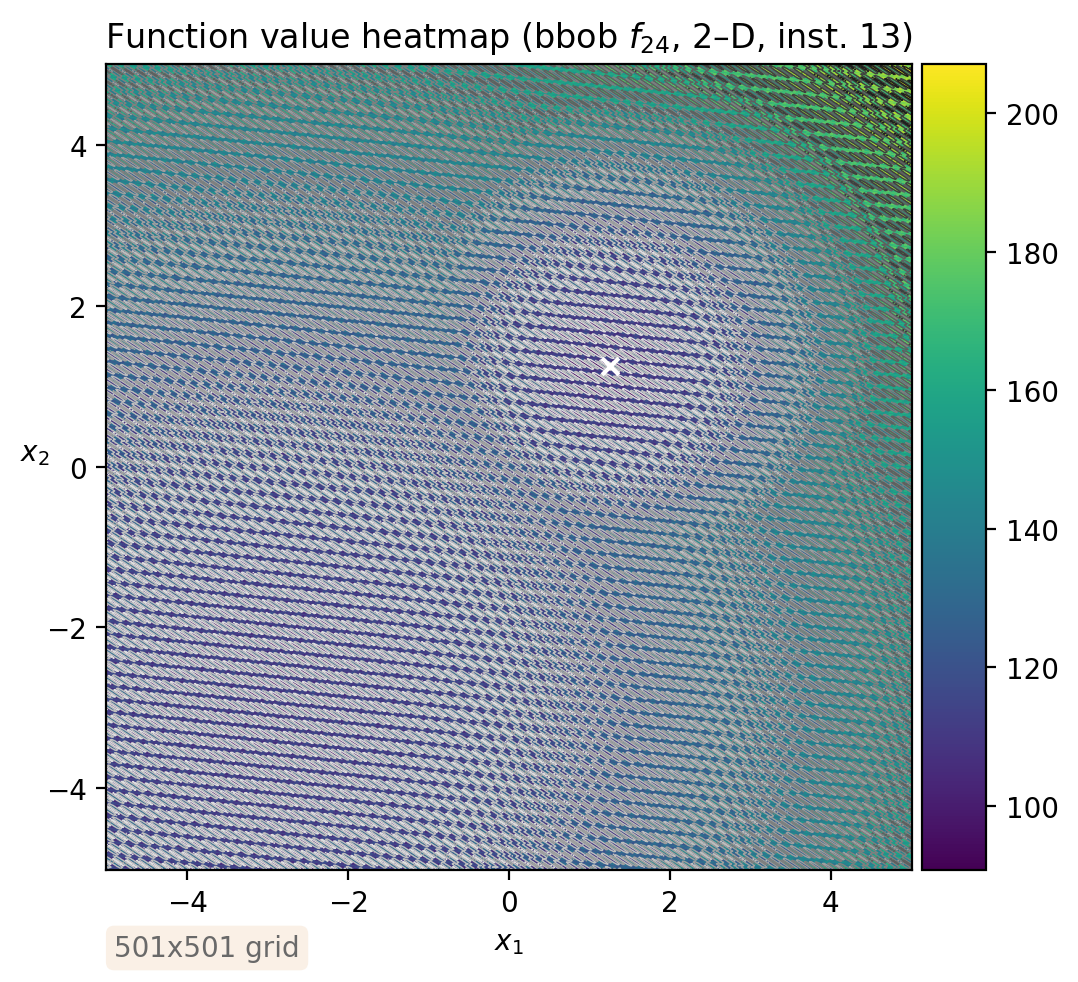 Function value heatmap (bbob f24, 2–D, inst. 13)
200
180
160
140
120
100
4
2
0
−2
−4
x2
−4 −2 0 2 4
x1
501x501 grid